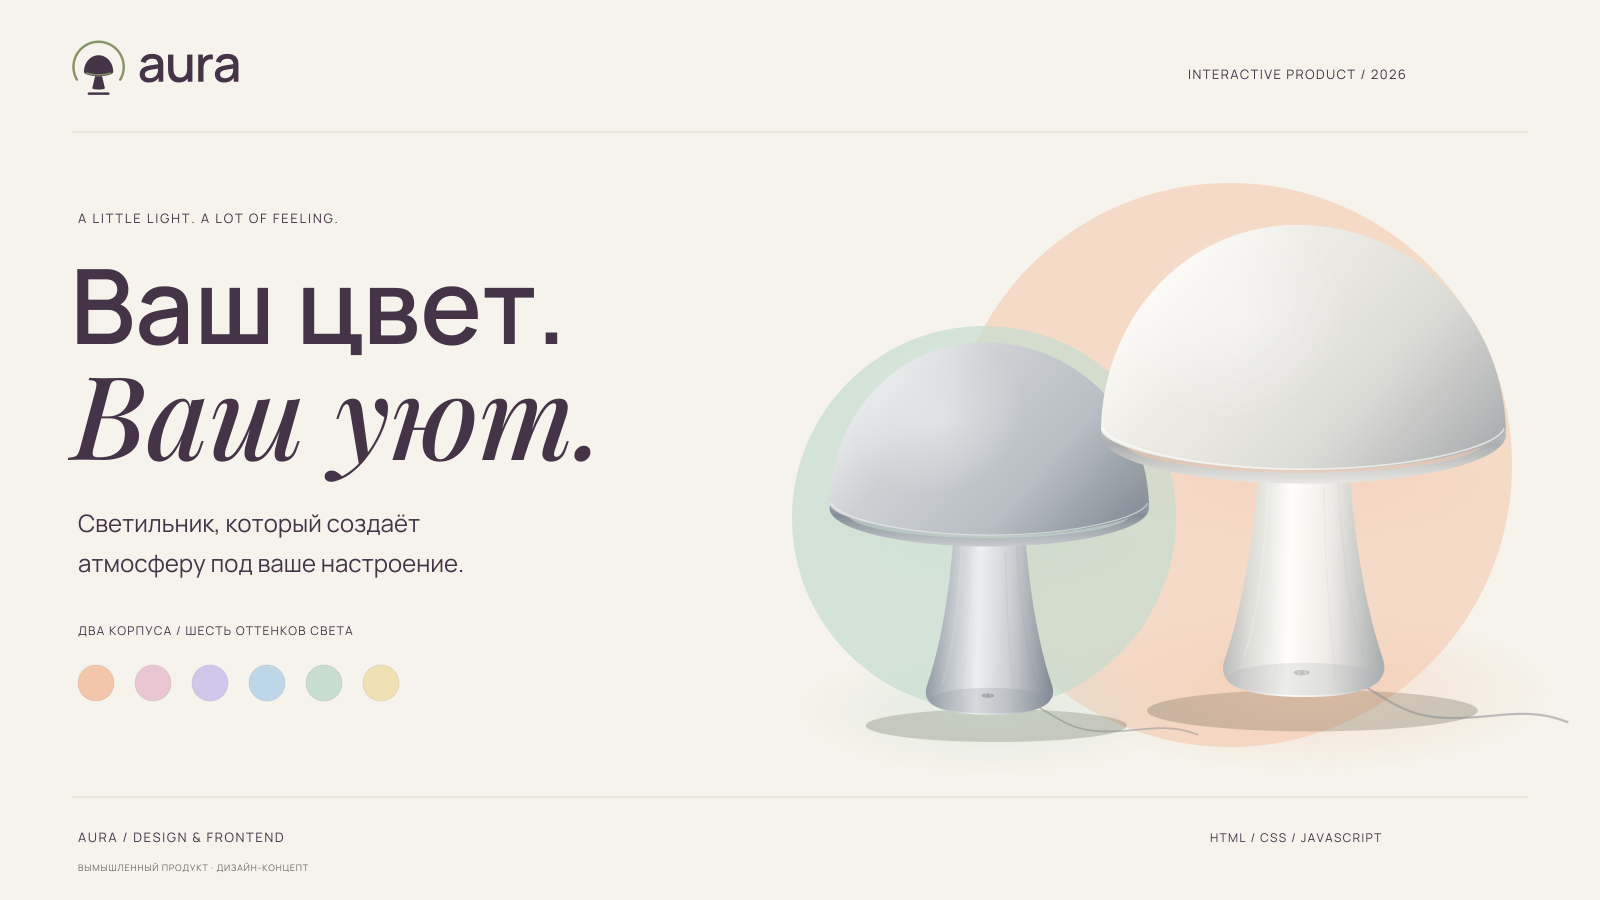 aura
INTERACTIVE PRODUCT / 2026
A LITTLE LIGHT. A LOT OF FEELING.
Ваш цвет.
Ваш уют.
Светильник, который создаёт
атмосферу под ваше настроение.
ДВА КОРПУСА / ШЕСТЬ ОТТЕНКОВ СВЕТА
AURA / DESIGN & FRONTEND
HTML / CSS / JAVASCRIPT
ВЫМЫШЛЕННЫЙ ПРОДУКТ · ДИЗАЙН-КОНЦЕПТ